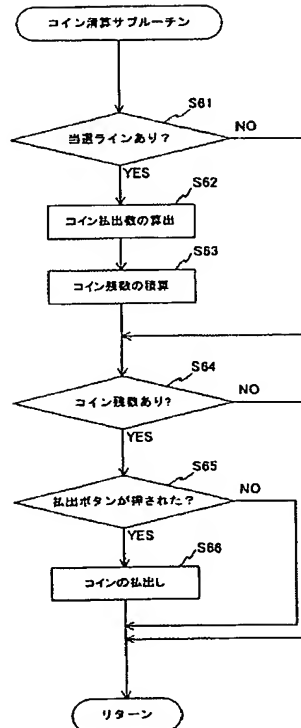 コイン清算サブルーチン
S61
当選ラインあり?
NO
YES
S62
コイン払出数の算出
S63
コイン残数の積算
S64
コイン残数あり?
NO
YES
S65
払出ボタンが押された?
NO
YES
S66
コインの払出し
リターン